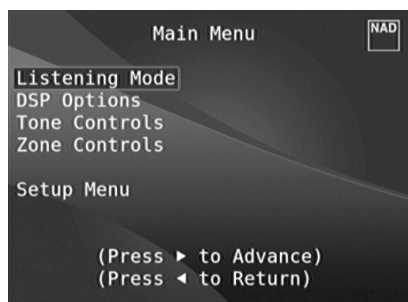 Main Menu
NAD
Listening Mode
DSP Options
Tone Controls
Zone Controls
Setup Menu
(Press ► to Advance)
(Press ◄ to Return)